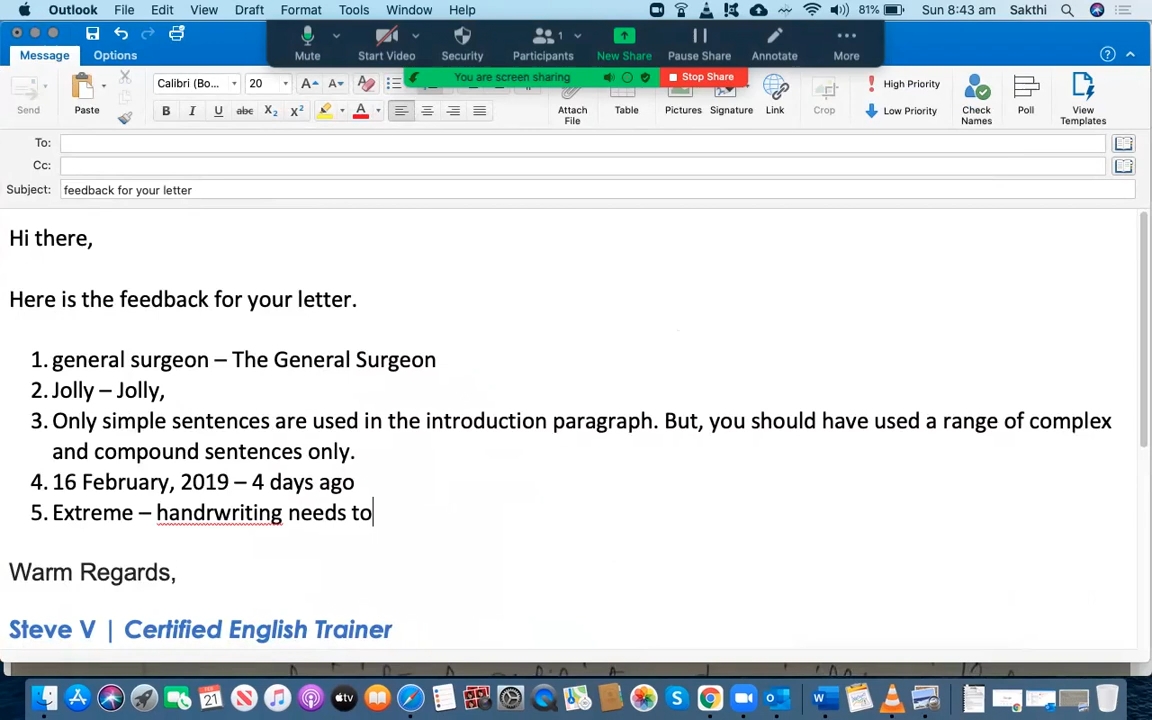 Outlook File Edit View Draft Format Tools Window Help 81% Sun 8:43 am Sakthi
Mute Start Video Security Participants 1 New Share Pause Share Annotate More
You are screen sharing Stop Share
Message Options
Send Paste Calibri (Bo... 20 Attach File Table Pictures Signature Link Crop High Priority Low Priority Check Names Poll View Templates
To:
Cc:
Subject: feedback for your letter
Hi there,
Here is the feedback for your letter.
1. general surgeon – The General Surgeon
2. Jolly – Jolly,
3. Only simple sentences are used in the introduction paragraph. But, you should have used a range of complex
and compound sentences only.
4. 16 February, 2019 – 4 days ago
5. Extreme – handrwriting needs to
Warm Regards,
Steve V | Certified English Trainer